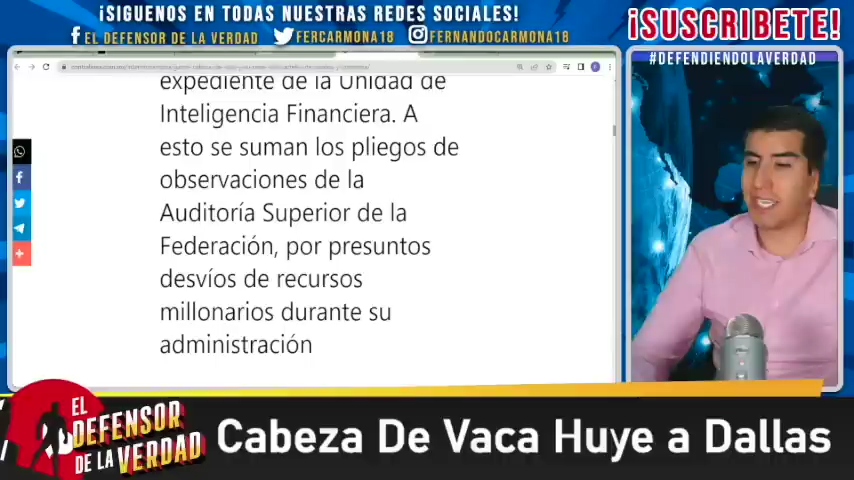 ¡SIGUENOS EN TODAS NUESTRAS REDES SOCIALES!
EL DEFENSOR DE LA VERDAD FERCARMONA18 FERNANDOCARMONA18
¡SUSCRIBETE!
#DEFENDIENDOLAVERDAD
expediente de la Unidad de
Inteligencia Financiera. A
esto se suman los pliegos de
observaciones de la
Auditoría Superior de la
Federación, por presuntos
desvíos de recursos
millonarios durante su
administración
EL
DEFENSOR
DE LA VERDAD
Cabeza De Vaca Huye a Dallas